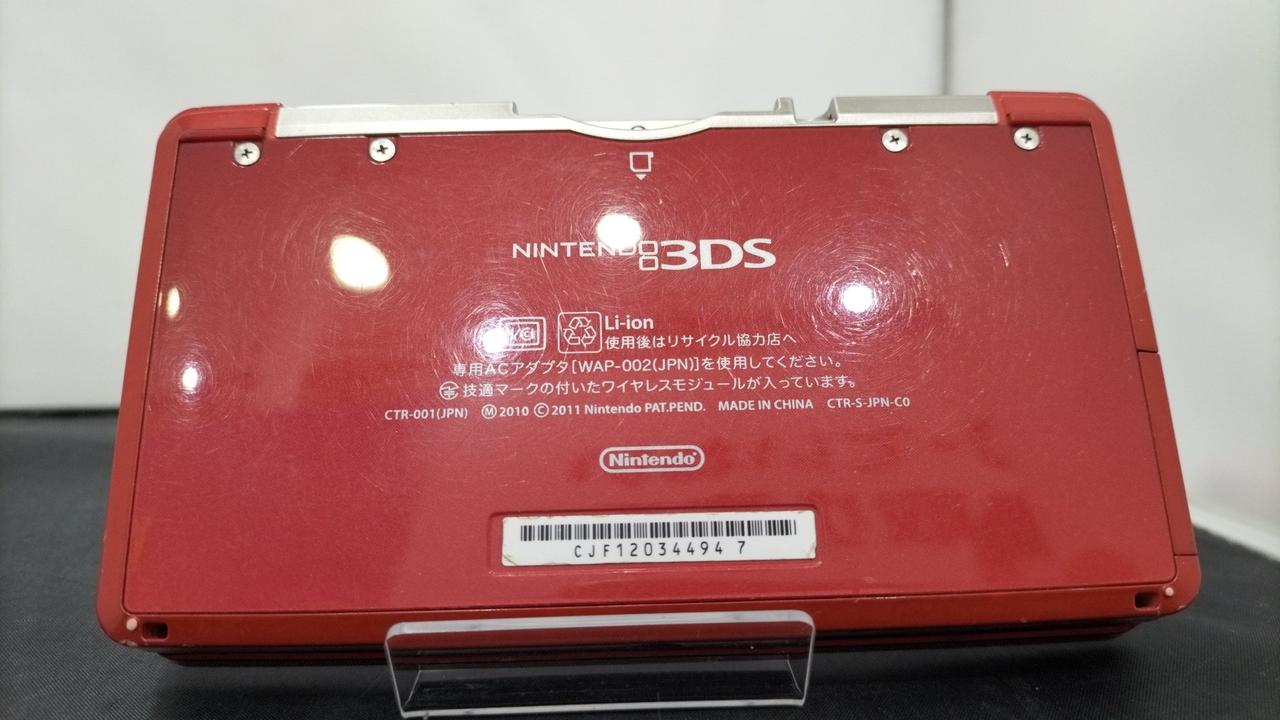 NINTENDO 3DS
Li-ion
使用後はリサイクル協力店へ
専用ACアダプタ[WAP-002(JPN)]を使用してください。
技適マークの付いたワイヤレスモジュールが入っています。
CTR-001(JPN) Ⓜ 2010 © 2011 Nintendo PAT.PEND. MADE IN CHINA CTR-S-JPN-C0
Nintendo®
CJF12034494 7